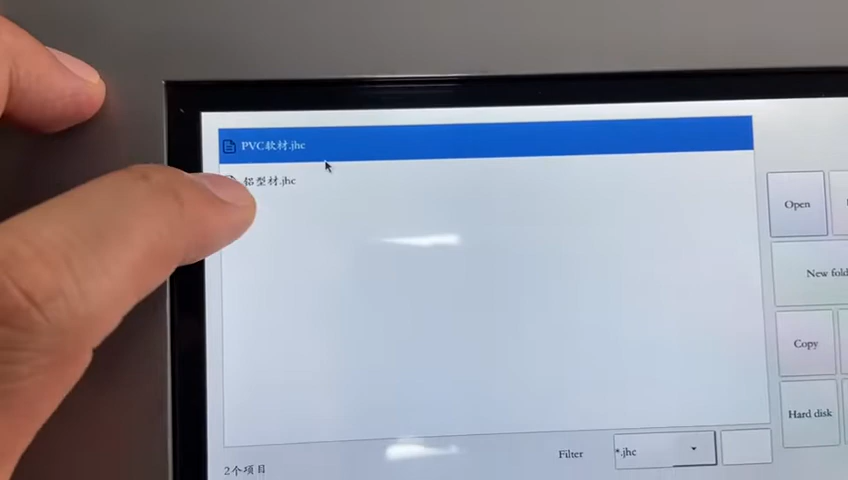 PVC软材.jhc
铝型材.jhc
Open
New fold
Copy
Hard disk
Filter
*.jhc
2个项目